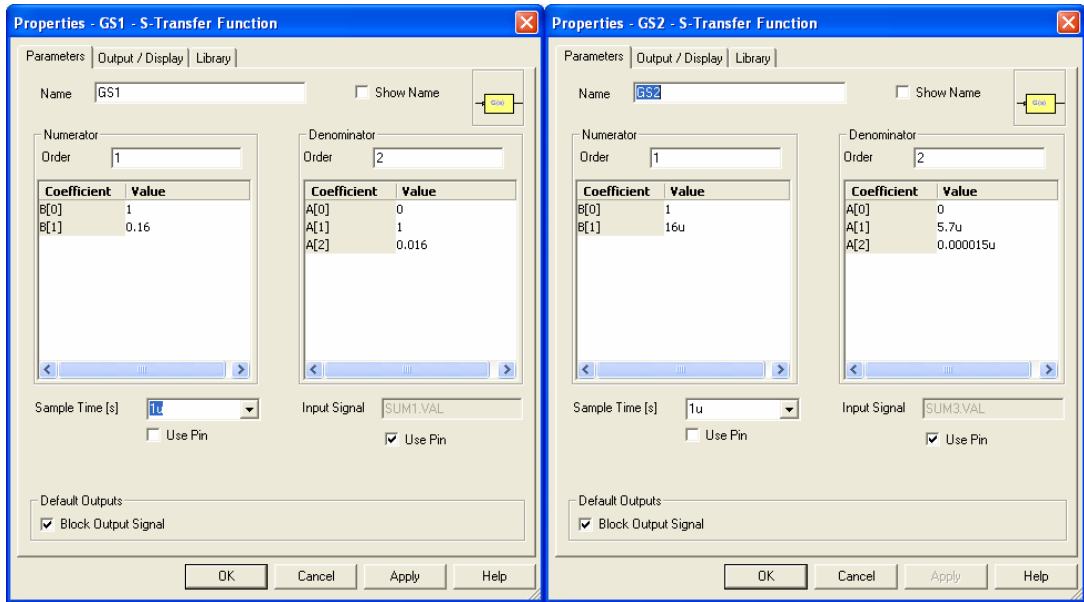 Properties - GS1 - S-Transfer Function
Parameters Output / Display Library
Name GS1 Show Name
G(s)
Numerator
Order 1
Coefficient Value
B[0] 1
B[1] 0.16
Denominator
Order 2
Coefficient Value
A[0] 0
A[1] 1
A[2] 0.016
Sample Time [s] 1u
Use Pin
Input Signal SUM1.VAL
Use Pin
Default Outputs
Block Output Signal
OK Cancel Apply Help
Properties - GS2 - S-Transfer Function
Parameters Output / Display Library
Name GS2 Show Name
G(s)
Numerator
Order 1
Coefficient Value
B[0] 1
B[1] 16u
Denominator
Order 2
Coefficient Value
A[0] 0
A[1] 5.7u
A[2] 0.000015u
Sample Time [s] 1u
Use Pin
Input Signal SUM3.VAL
Use Pin
Default Outputs
Block Output Signal
OK Cancel Apply Help